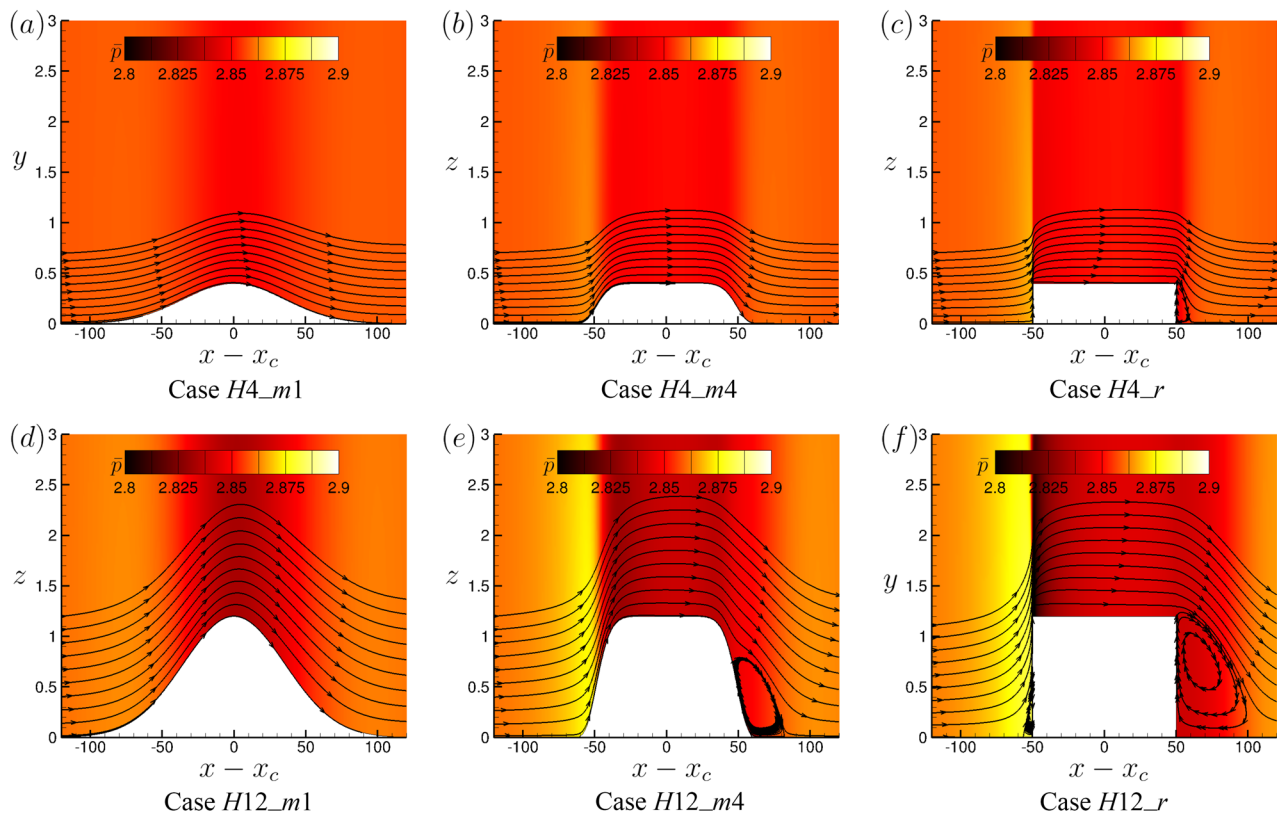 (a) (b) (c)
p̄ 2.8 2.825 2.85 2.875 2.9
p̄ 2.8 2.825 2.85 2.875 2.9
p̄ 2.8 2.825 2.85 2.875 2.9
y 3 2.5 2 1.5 1 0.5 0
z 3 2.5 2 1.5 1 0.5 0
z 3 2.5 2 1.5 1 0.5 0
-100 -50 0 50 100
-100 -50 0 50 100
-100 -50 0 50 100
x − x_c x − x_c x − x_c
Case H4_m1 Case H4_m4 Case H4_r
(d) (e) (f)
p̄ 2.8 2.825 2.85 2.875 2.9
p̄ 2.8 2.825 2.85 2.875 2.9
p̄ 2.8 2.825 2.85 2.875 2.9
z 3 2.5 2 1.5 1 0.5 0
z 3 2.5 2 1.5 1 0.5 0
y 3 2.5 2 1.5 1 0.5 0
-100 -50 0 50 100
-100 -50 0 50 100
-100 -50 0 50 100
x − x_c x − x_c x − x_c
Case H12_m1 Case H12_m4 Case H12_r